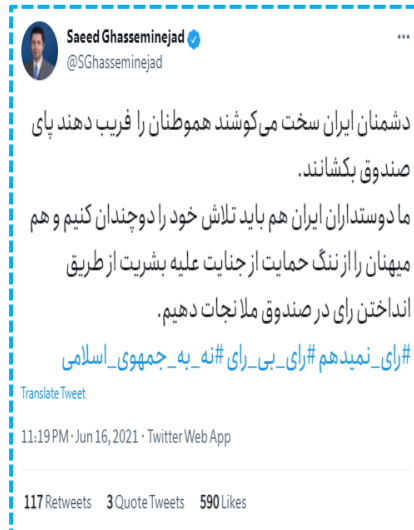 Saeed Ghasseminejad
@SGhasseminejad
دشمنان ایران سخت می‌کوشند هموطنان را فریب دهند پای
صندوق بکشانند.
ما دوستداران ایران هم باید تلاش خود را دوچندان کنیم و هم
میهنان را از ننگ حمایت از جنایت علیه بشریت از طریق
انداختن رای در صندوق ملا نجات دهیم.
#رای_نمیدهم #رای_بی_رای #نه_به_جمهوی_اسلامی
Translate Tweet
11:19 PM · Jun 16, 2021 · Twitter Web App
117 Retweets 3 Quote Tweets 590 Likes